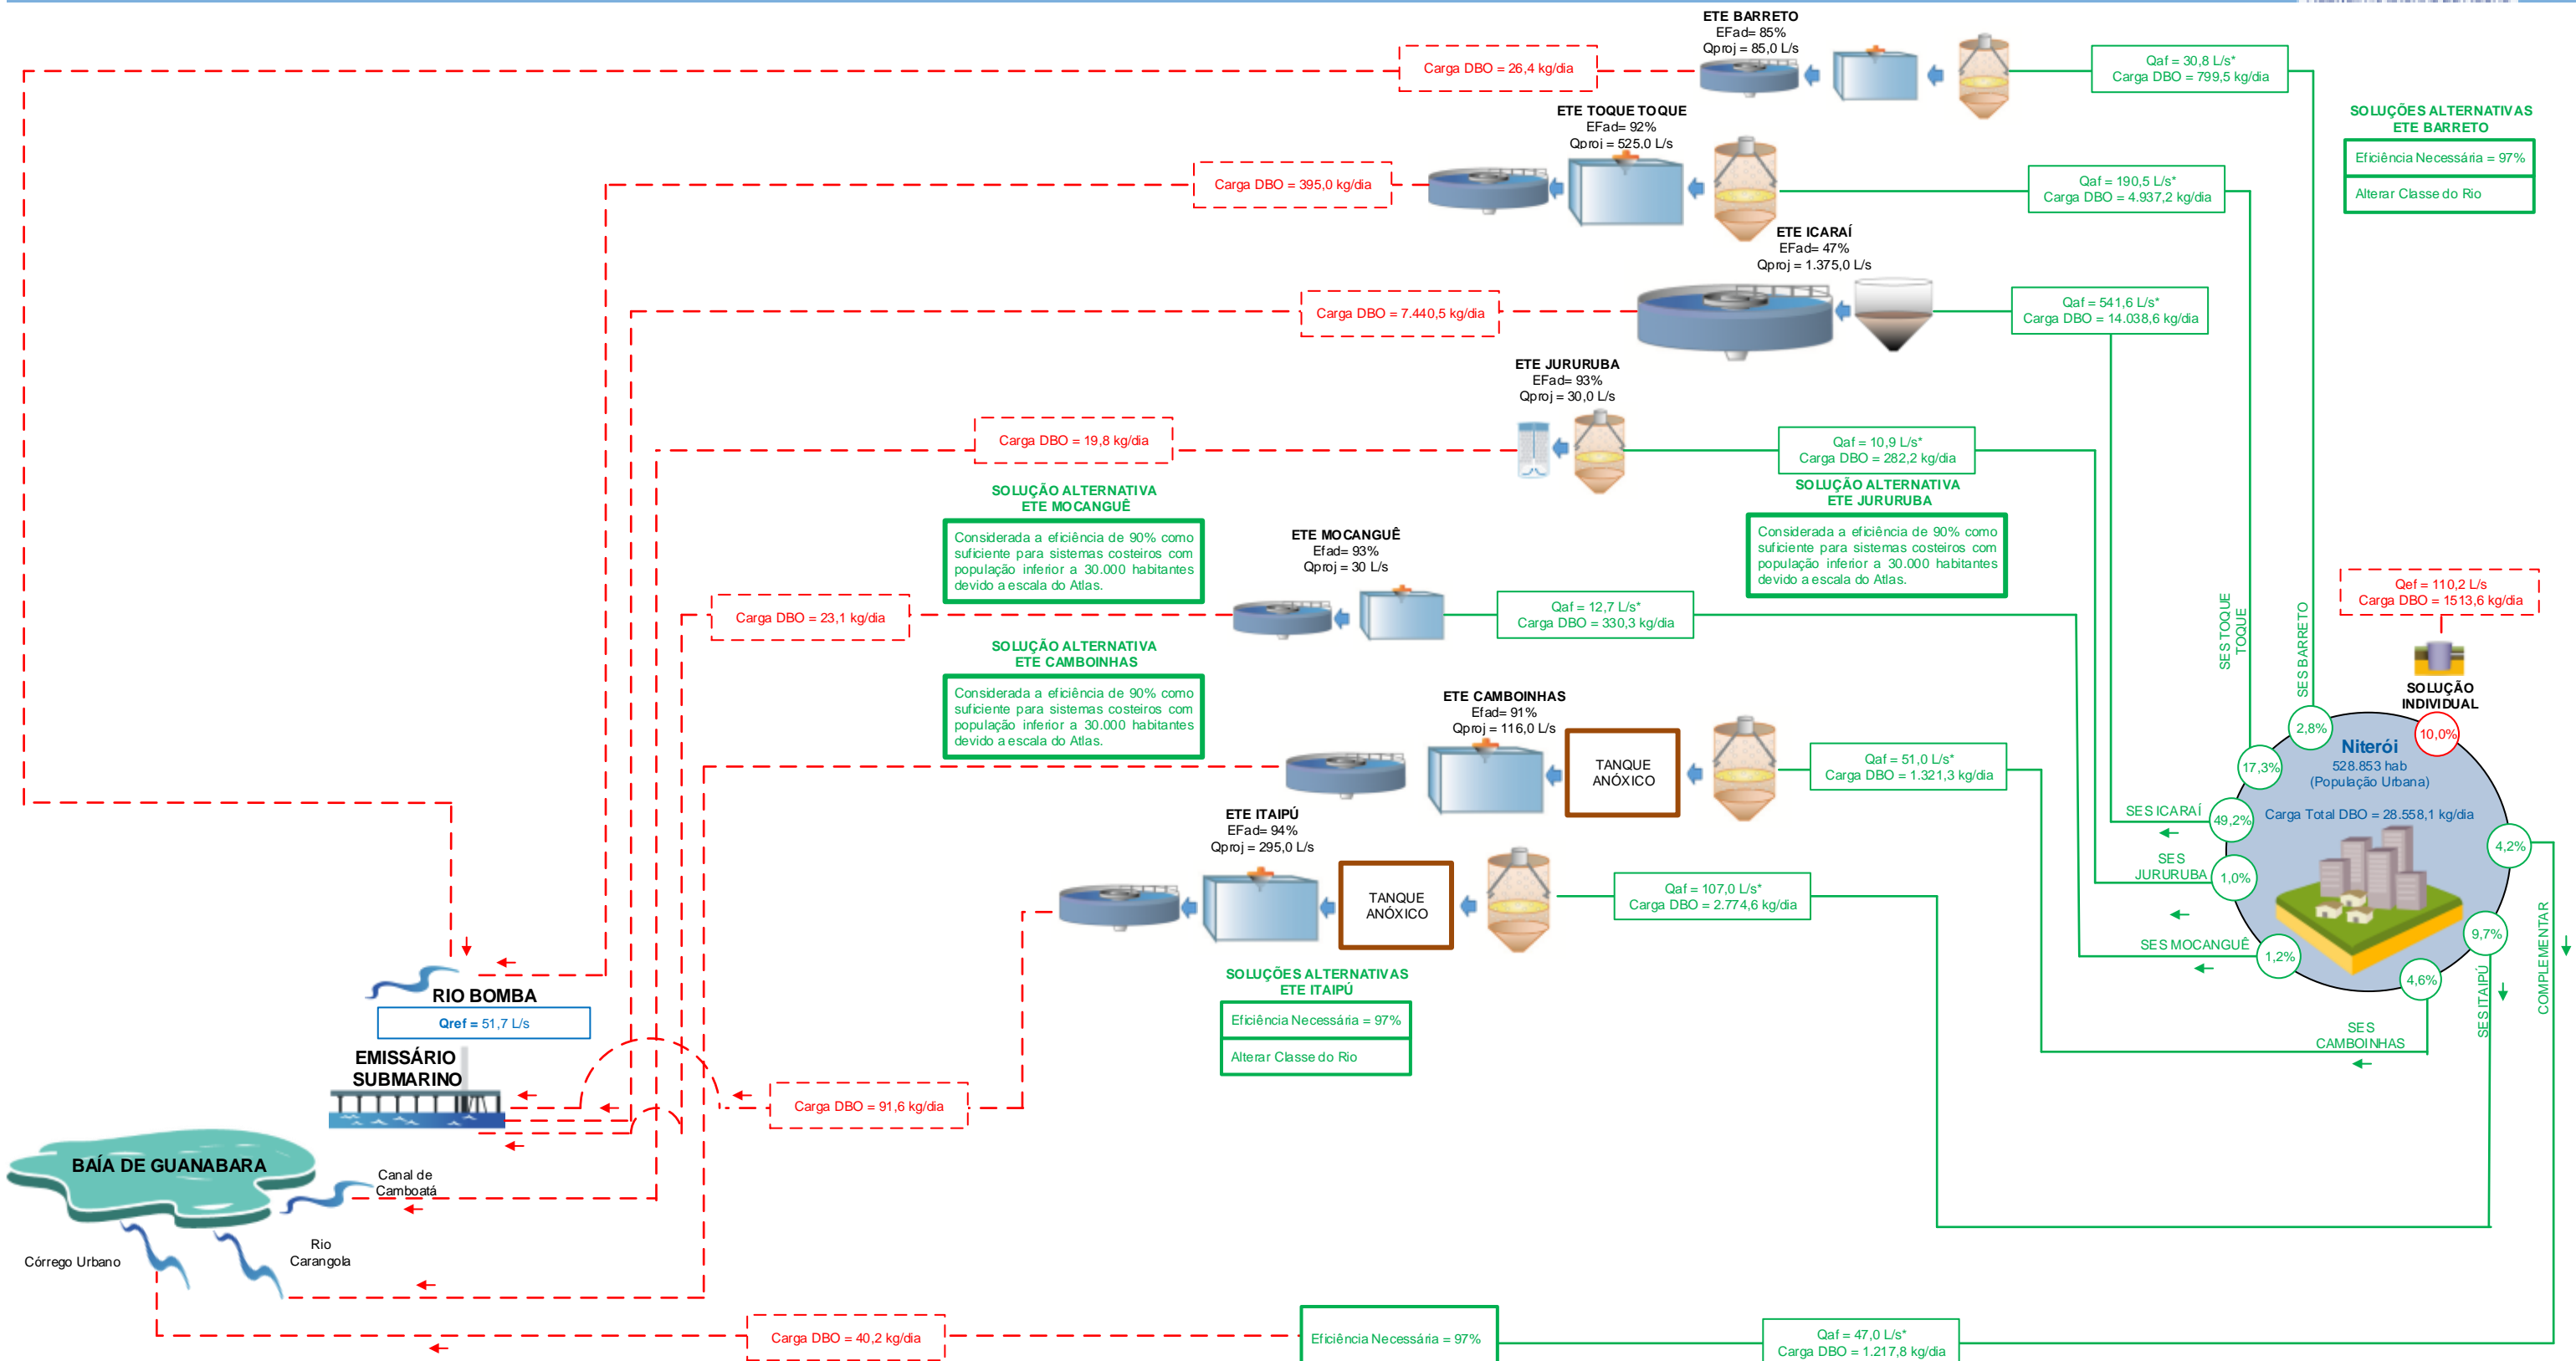 ETE BARRETO
EFad= 85%
Qproj = 85,0 L/s
Carga DBO = 26,4 kg/dia
Qaf = 30,8 L/s*
Carga DBO = 799,5 kg/dia
SOLUÇÕES ALTERNATIVAS
ETE BARRETO
Eficiência Necessária = 97%
Alterar Classe do Rio
ETE TOQUE TOQUE
EFad= 92%
Qproj = 525,0 L/s
Carga DBO = 395,0 kg/dia
Qaf = 190,5 L/s*
Carga DBO = 4.937,2 kg/dia
ETE ICARAÍ
EFad= 47%
Qproj = 1.375,0 L/s
Carga DBO = 7.440,5 kg/dia
Qaf = 541,6 L/s*
Carga DBO = 14.038,6 kg/dia
ETE JURURUBA
EFad= 93%
Qproj = 30,0 L/s
Carga DBO = 19,8 kg/dia
Qaf = 10,9 L/s*
Carga DBO = 282,2 kg/dia
SOLUÇÃO ALTERNATIVA
ETE MOCANGUÊ
Considerada a eficiência de 90% como
suficiente para sistemas costeiros com
população inferior a 30.000 habitantes
devido a escala do Atlas.
SOLUÇÃO ALTERNATIVA
ETE JURURUBA
Considerada a eficiência de 90% como
suficiente para sistemas costeiros com
população inferior a 30.000 habitantes
devido a escala do Atlas.
ETE MOCANGUÊ
Efad= 93%
Qproj = 30 L/s
Carga DBO = 23,1 kg/dia
Qaf = 12,7 L/s*
Carga DBO = 330,3 kg/dia
SOLUÇÃO ALTERNATIVA
ETE CAMBOINHAS
Considerada a eficiência de 90% como
suficiente para sistemas costeiros com
população inferior a 30.000 habitantes
devido a escala do Atlas.
ETE CAMBOINHAS
Efad= 91%
Qproj = 116,0 L/s
TANQUE
ANÓXICO
Qaf = 51,0 L/s*
Carga DBO = 1.321,3 kg/dia
ETE ITAIPÚ
EFad= 94%
Qproj = 295,0 L/s
TANQUE
ANÓXICO
Qaf = 107,0 L/s*
Carga DBO = 2.774,6 kg/dia
SOLUÇÕES ALTERNATIVAS
ETE ITAIPÚ
Eficiência Necessária = 97%
Alterar Classe do Rio
Qef = 110,2 L/s
Carga DBO = 1513,6 kg/dia
SOLUÇÃO
INDIVIDUAL
SES TOQUE
TOQUE
SES BARRETO
2,8%
10,0%
17,3%
Niterói
528.853 hab
(População Urbana)
Carga Total DBO = 28.558,1 kg/dia
SES ICARAÍ
49,2%
4,2%
SES
JURURUBA
1,0%
9,7%
SES MOCANGUÊ
1,2%
4,6%
SES
CAMBOINHAS
SES ITAIPÚ
COMPLEMENTAR
RIO BOMBA
Qref = 51,7 L/s
EMISSÁRIO
SUBMARINO
Carga DBO = 91,6 kg/dia
BAÍA DE GUANABARA
Canal de
Camboatá
Rio
Carangola
Córrego Urbano
Carga DBO = 40,2 kg/dia
Eficiência Necessária = 97%
Qaf = 47,0 L/s*
Carga DBO = 1.217,8 kg/dia